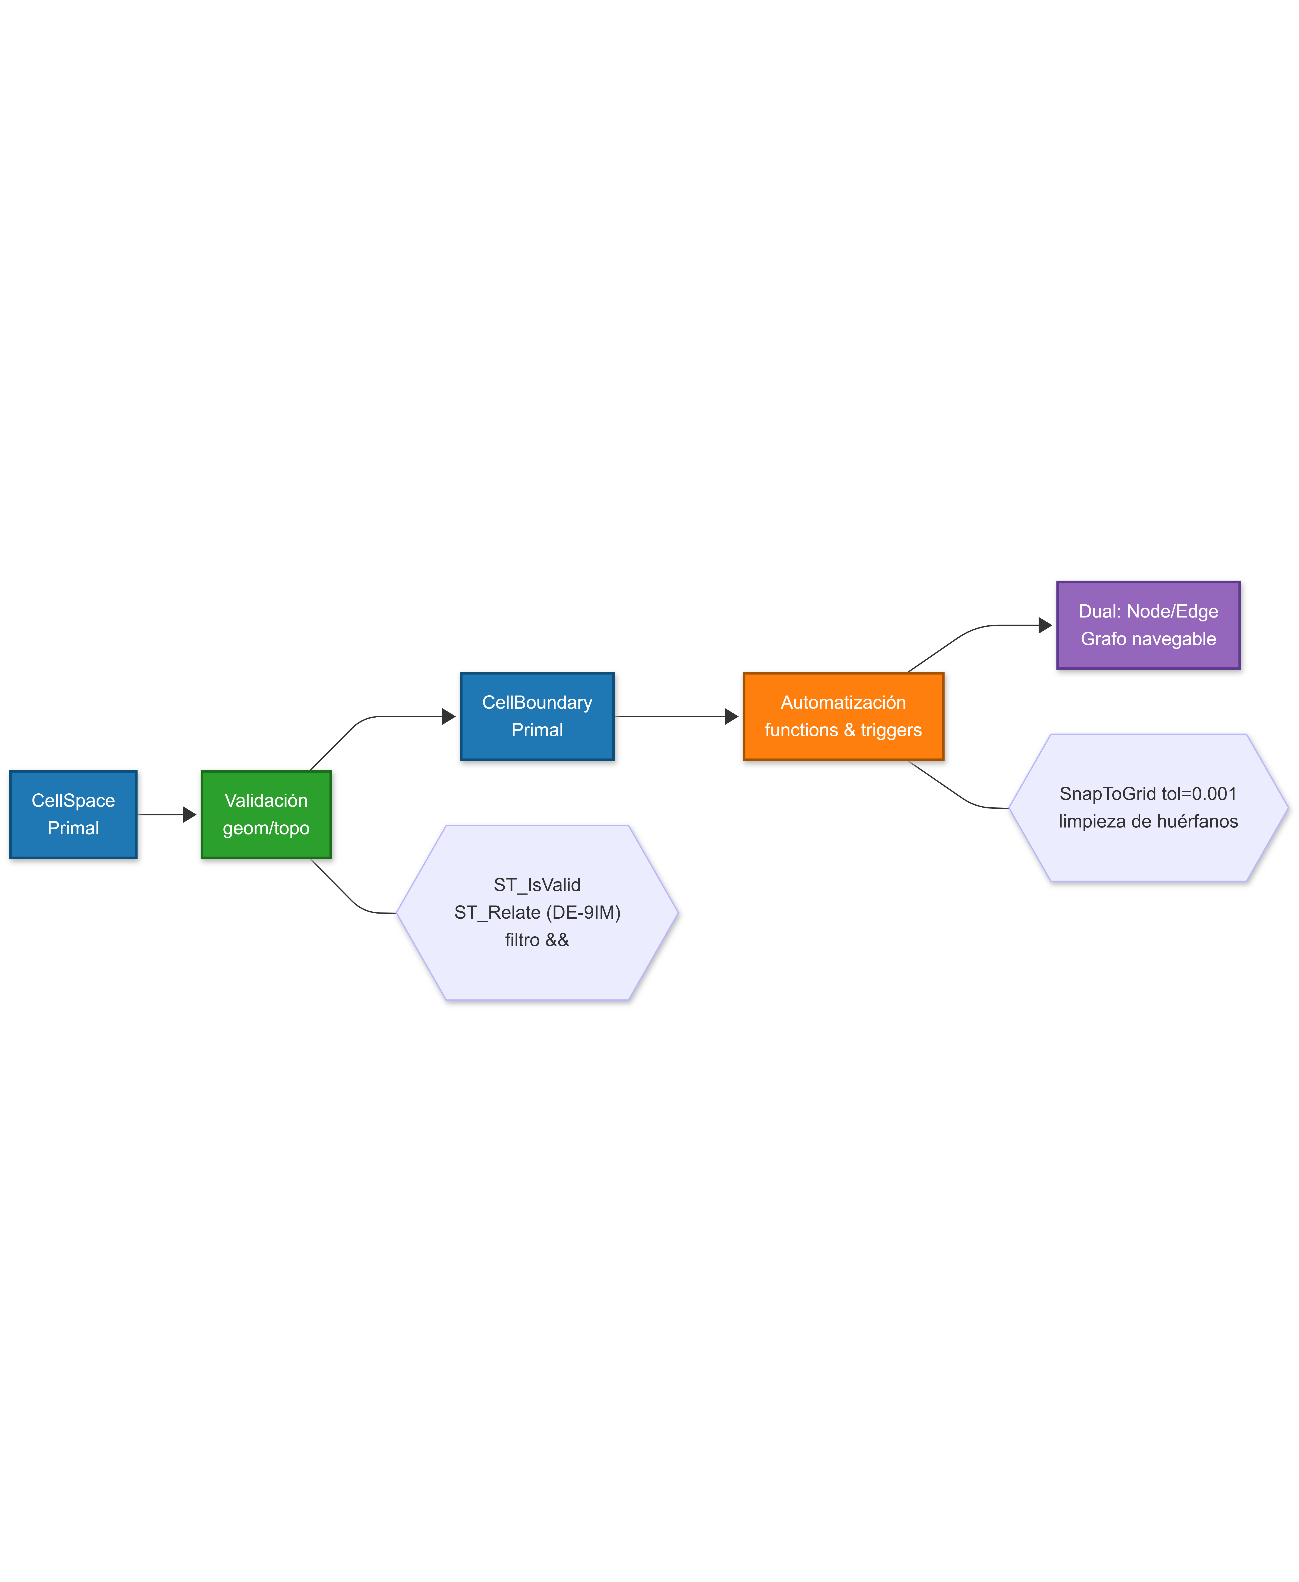 CellSpace
Primal
Validación
geom/topo
ST_IsValid
ST_Relate (DE-9IM)
filtro &&
CellBoundary
Primal
Automatización
functions & triggers
Dual: Node/Edge
Grafo navegable
SnapToGrid tol=0.001
limpieza de huérfanos